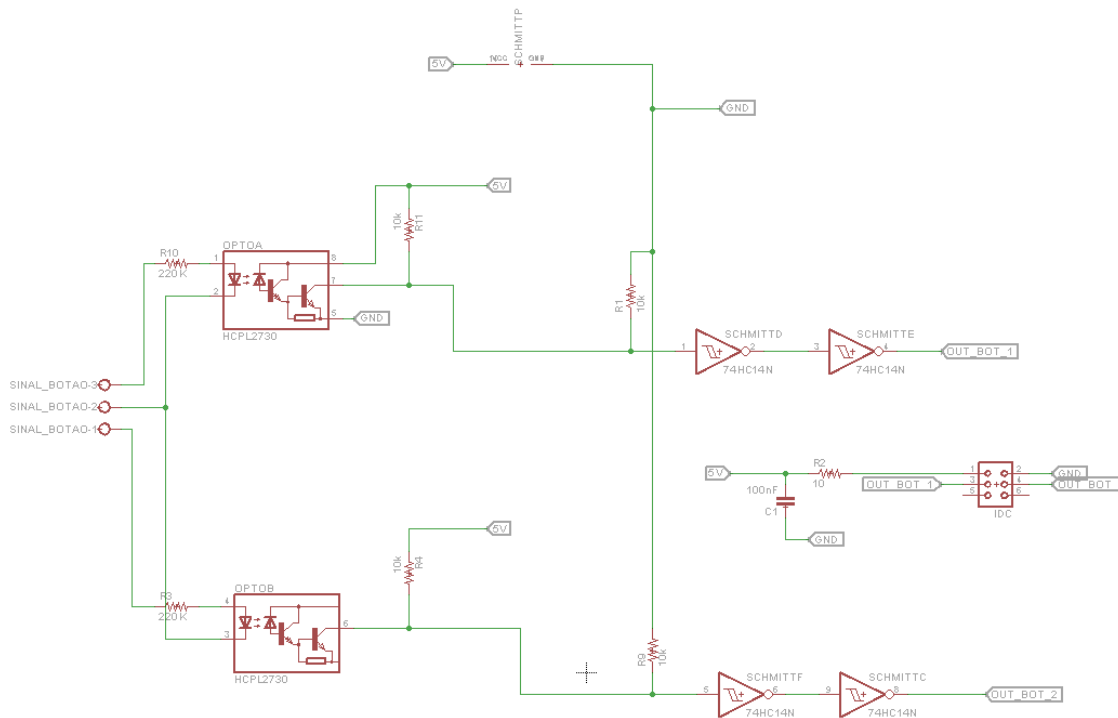 SCHMITTP
5V
14CC
GND
R11
10k
5V
OPTOA
R10
220K
1
2
8
7
5
GND
HCPL2730
R1
10k
SCHMITTD
SCHMITTE
1
2
3
4
OUT_BOT_1
74HC14N
74HC14N
SINAL_BOTAO-3
SINAL_BOTAO-2
SINAL_BOTAO-1
5V
R2
10
100nF
C1
GND
1
2
3
4
5
6
GND
OUT_BOT_1
OUT_BOT
IDC
5V
R4
10k
OPTOB
R3
220K
4
3
6
HCPL2730
R9
10k
SCHMITTF
SCHMITTC
5
6
9
8
OUT_BOT_2
74HC14N
74HC14N